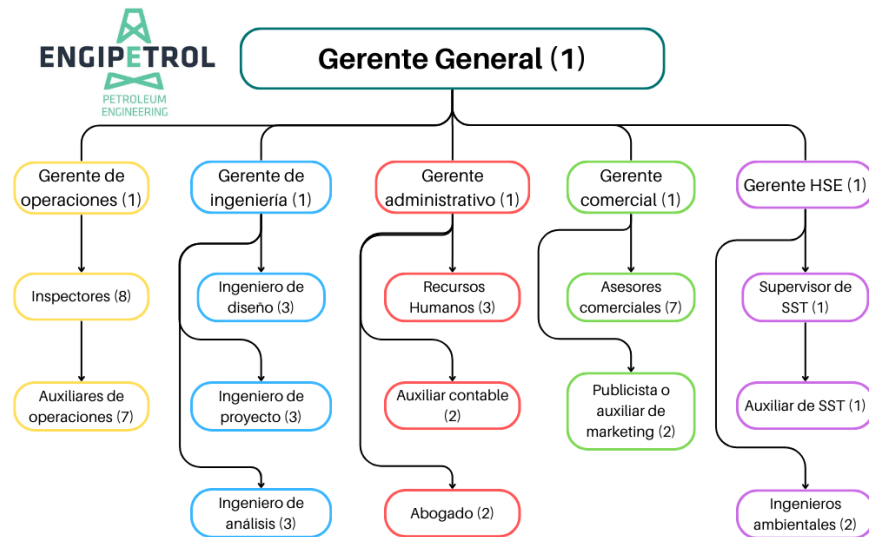 ENGIPETROL
PETROLEUM
ENGINEERING
Gerente General (1)
Gerente de
operaciones (1)
Gerente de
ingeniería (1)
Gerente
administrativo (1)
Gerente
comercial (1)
Gerente HSE (1)
Inspectores (8)
Ingeniero de
diseño (3)
Recursos
Humanos (3)
Asesores
comerciales (7)
Supervisor de
SST (1)
Auxiliares de
operaciones (7)
Ingeniero de
proyecto (3)
Auxiliar contable
(2)
Publicista o
auxiliar de
marketing (2)
Auxiliar de SST (1)
Ingeniero de
análisis (3)
Abogado (2)
Ingenieros
ambientales (2)